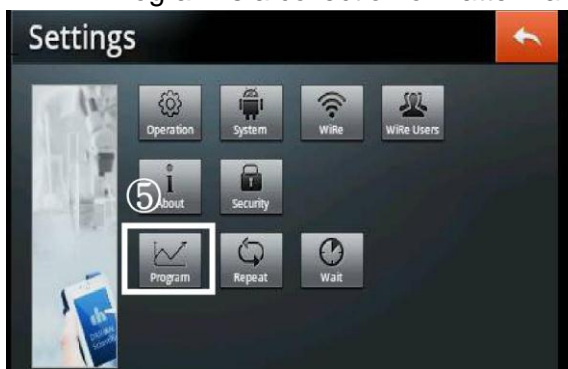 Settings
Operation
System
WiRe
WiRe Users
⑤
About
Security
Program
Repeat
Wait